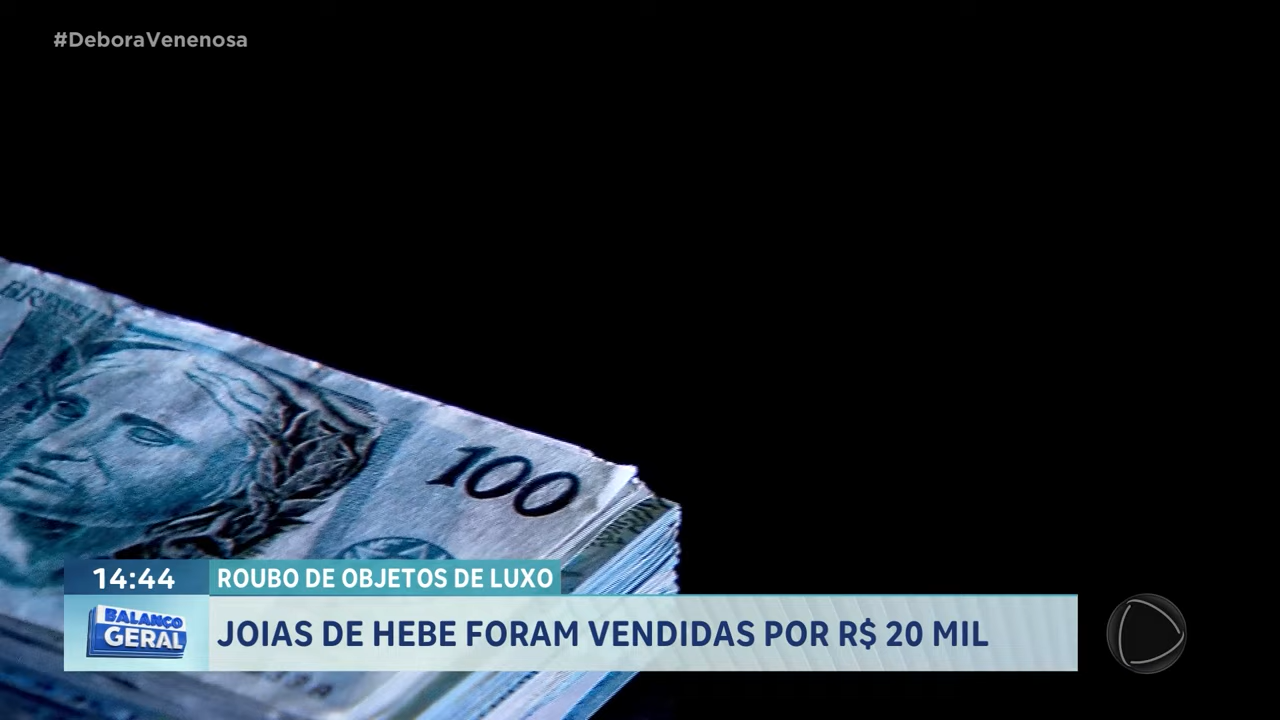 #DeboraVenenosa
100
14:44
ROUBO DE OBJETOS DE LUXO
BALANÇO
GERAL
JOIAS DE HEBE FORAM VENDIDAS POR R$ 20 MIL